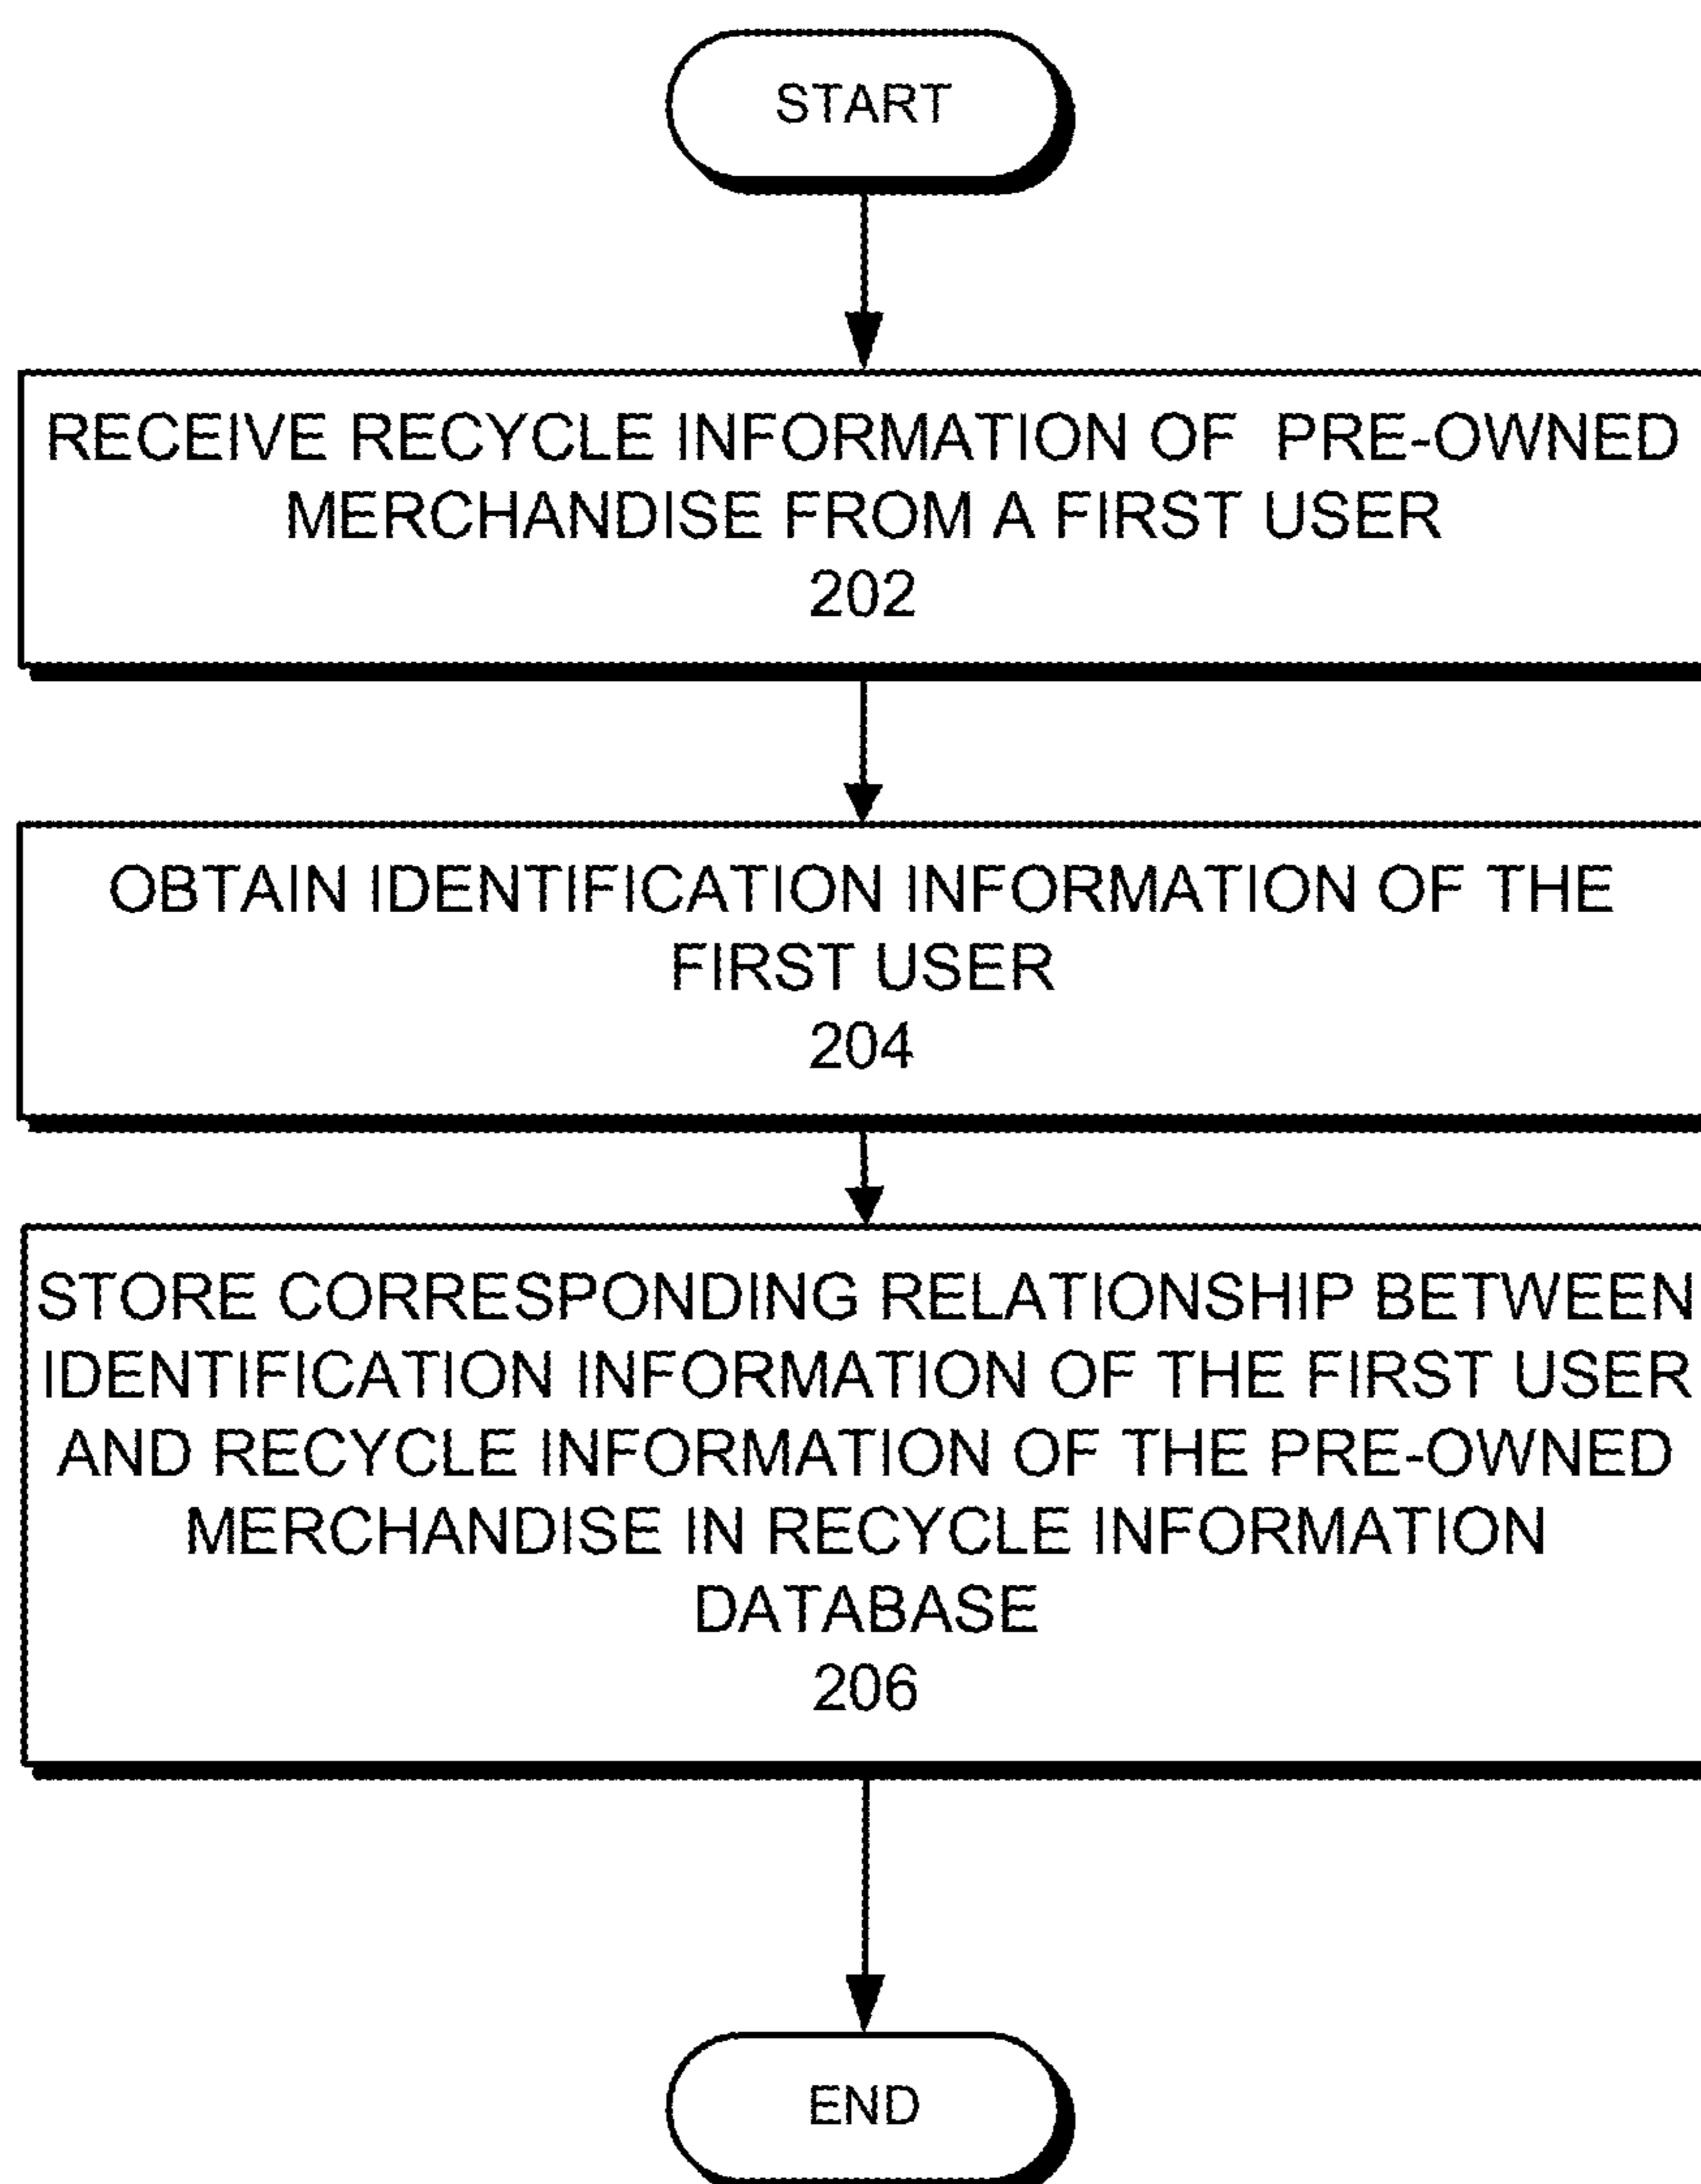 START
RECEIVE RECYCLE INFORMATION OF PRE-OWNED
MERCHANDISE FROM A FIRST USER
202
OBTAIN IDENTIFICATION INFORMATION OF THE
FIRST USER
204
STORE CORRESPONDING RELATIONSHIP BETWEEN
IDENTIFICATION INFORMATION OF THE FIRST USER
AND RECYCLE INFORMATION OF THE PRE-OWNED
MERCHANDISE IN RECYCLE INFORMATION
DATABASE
206
END